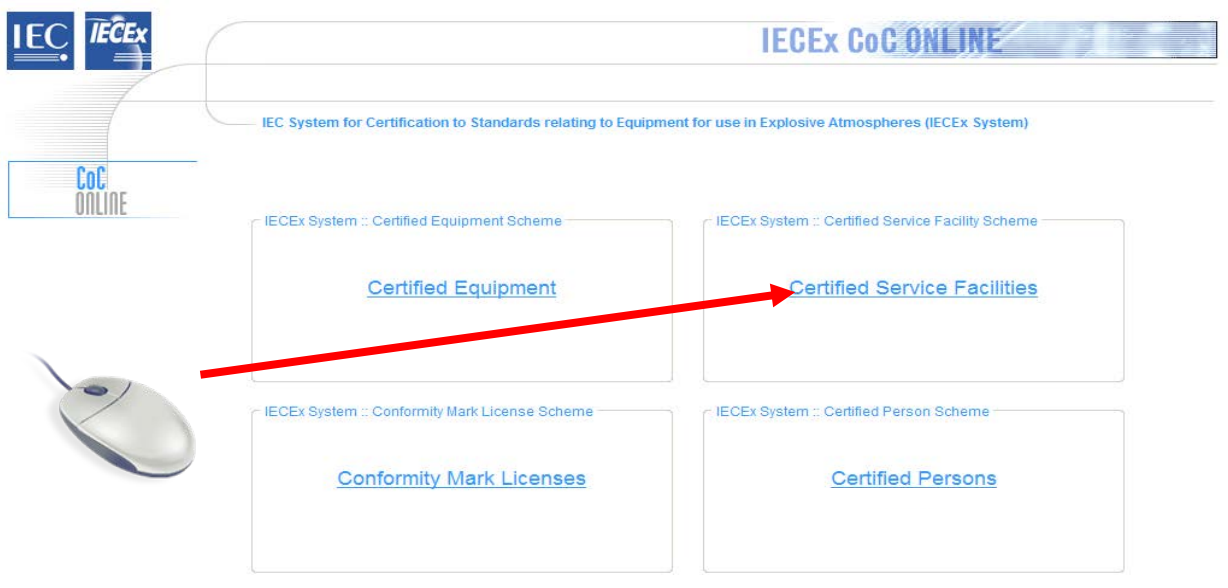 IEC IECEx
IECEx CoC ONLINE
IEC System for Certification to Standards relating to Equipment for use in Explosive Atmospheres (IECEx System)
CoC
ONLINE
IECEx System :: Certified Equipment Scheme
Certified Equipment
IECEx System :: Certified Service Facility Scheme
Certified Service Facilities
IECEx System :: Conformity Mark License Scheme
Conformity Mark Licenses
IECEx System :: Certified Person Scheme
Certified Persons